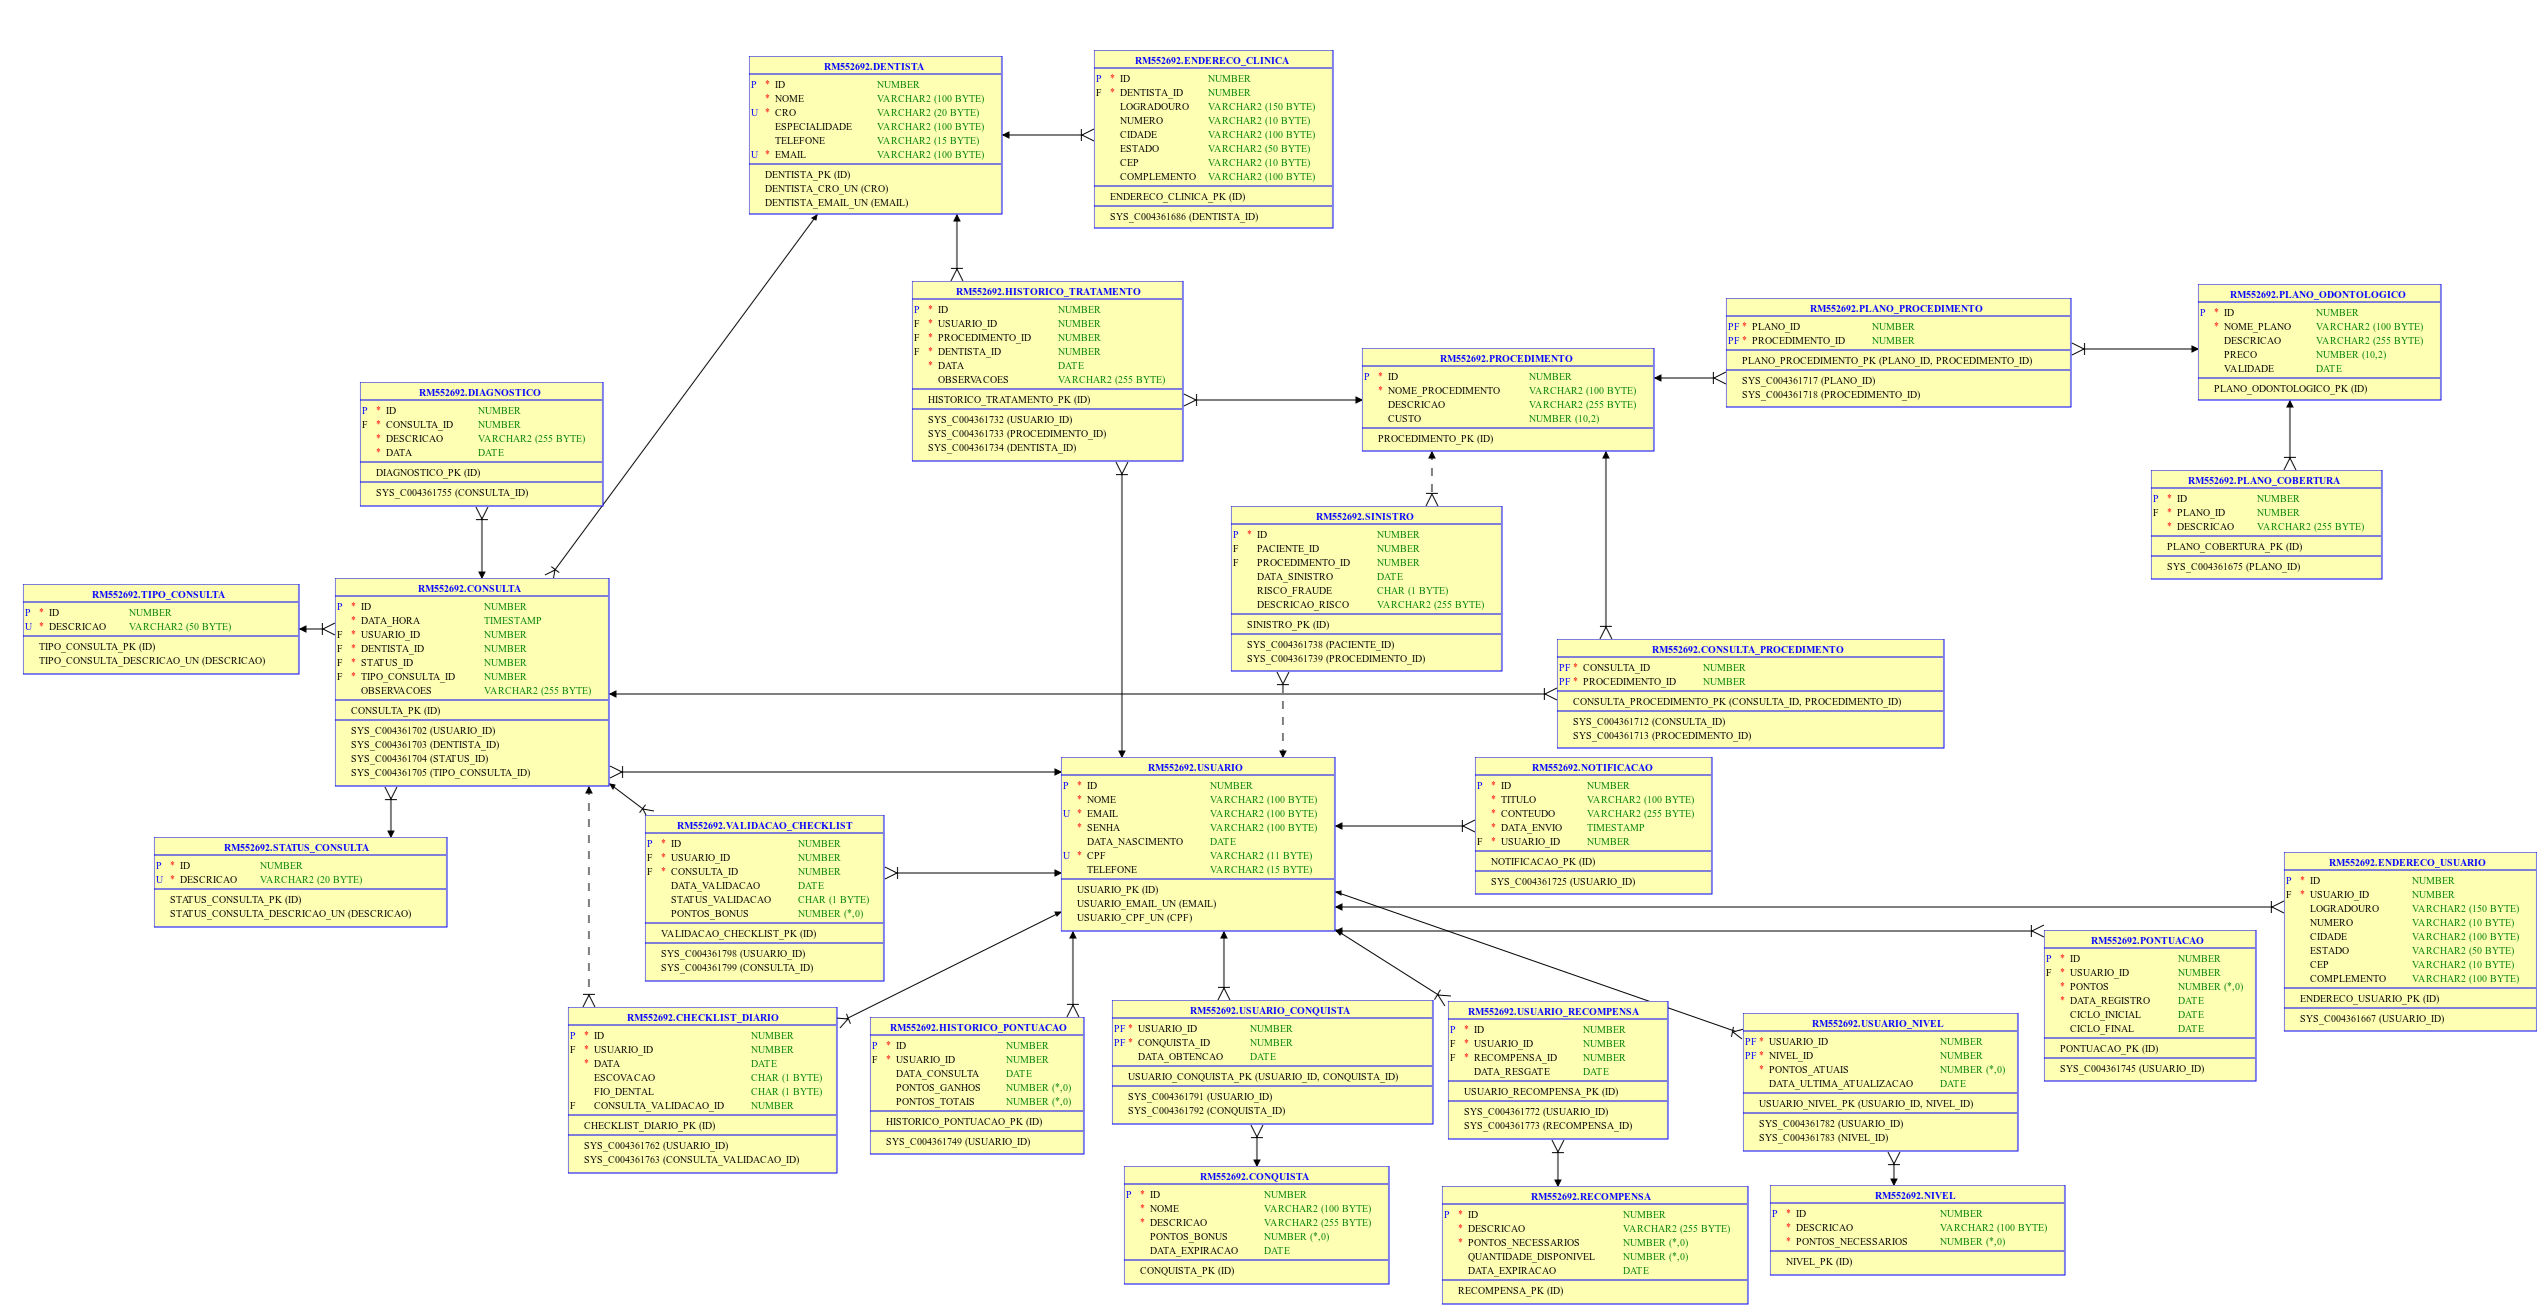 RM552692.DENTISTA
P * ID NUMBER
* NOME VARCHAR2 (100 BYTE)
U * CRO VARCHAR2 (20 BYTE)
ESPECIALIDADE VARCHAR2 (100 BYTE)
TELEFONE VARCHAR2 (15 BYTE)
U * EMAIL VARCHAR2 (100 BYTE)
DENTISTA_PK (ID)
DENTISTA_CRO_UN (CRO)
DENTISTA_EMAIL_UN (EMAIL)
RM552692.ENDERECO_CLINICA
P * ID NUMBER
F * DENTISTA_ID NUMBER
LOGRADOURO VARCHAR2 (150 BYTE)
NUMERO VARCHAR2 (10 BYTE)
CIDADE VARCHAR2 (100 BYTE)
ESTADO VARCHAR2 (50 BYTE)
CEP VARCHAR2 (10 BYTE)
COMPLEMENTO VARCHAR2 (100 BYTE)
ENDERECO_CLINICA_PK (ID)
SYS_C004361686 (DENTISTA_ID)
RM552692.HISTORICO_TRATAMENTO
P * ID NUMBER
F * USUARIO_ID NUMBER
F * PROCEDIMENTO_ID NUMBER
F * DENTISTA_ID NUMBER
* DATA DATE
OBSERVACOES VARCHAR2 (255 BYTE)
HISTORICO_TRATAMENTO_PK (ID)
SYS_C004361732 (USUARIO_ID)
SYS_C004361733 (PROCEDIMENTO_ID)
SYS_C004361734 (DENTISTA_ID)
RM552692.PROCEDIMENTO
P * ID NUMBER
* NOME_PROCEDIMENTO VARCHAR2 (100 BYTE)
DESCRICAO VARCHAR2 (255 BYTE)
CUSTO NUMBER (10,2)
PROCEDIMENTO_PK (ID)
RM552692.PLANO_PROCEDIMENTO
PF * PLANO_ID NUMBER
PF * PROCEDIMENTO_ID NUMBER
PLANO_PROCEDIMENTO_PK (PLANO_ID, PROCEDIMENTO_ID)
SYS_C004361717 (PLANO_ID)
SYS_C004361718 (PROCEDIMENTO_ID)
RM552692.PLANO_ODONTOLOGICO
P * ID NUMBER
* NOME_PLANO VARCHAR2 (100 BYTE)
DESCRICAO VARCHAR2 (255 BYTE)
PRECO NUMBER (10,2)
VALIDADE DATE
PLANO_ODONTOLOGICO_PK (ID)
RM552692.PLANO_COBERTURA
P * ID NUMBER
F * PLANO_ID NUMBER
* DESCRICAO VARCHAR2 (255 BYTE)
PLANO_COBERTURA_PK (ID)
SYS_C004361675 (PLANO_ID)
RM552692.DIAGNOSTICO
P * ID NUMBER
F * CONSULTA_ID NUMBER
* DESCRICAO VARCHAR2 (255 BYTE)
* DATA DATE
DIAGNOSTICO_PK (ID)
SYS_C004361755 (CONSULTA_ID)
RM552692.SINISTRO
P * ID NUMBER
F PACIENTE_ID NUMBER
F PROCEDIMENTO_ID NUMBER
DATA_SINISTRO DATE
RISCO_FRAUDE CHAR (1 BYTE)
DESCRICAO_RISCO VARCHAR2 (255 BYTE)
SINISTRO_PK (ID)
SYS_C004361738 (PACIENTE_ID)
SYS_C004361739 (PROCEDIMENTO_ID)
RM552692.TIPO_CONSULTA
P * ID NUMBER
U * DESCRICAO VARCHAR2 (50 BYTE)
TIPO_CONSULTA_PK (ID)
TIPO_CONSULTA_DESCRICAO_UN (DESCRICAO)
RM552692.CONSULTA
P * ID NUMBER
* DATA_HORA TIMESTAMP
F * USUARIO_ID NUMBER
F * DENTISTA_ID NUMBER
F * STATUS_ID NUMBER
F * TIPO_CONSULTA_ID NUMBER
OBSERVACOES VARCHAR2 (255 BYTE)
CONSULTA_PK (ID)
SYS_C004361702 (USUARIO_ID)
SYS_C004361703 (DENTISTA_ID)
SYS_C004361704 (STATUS_ID)
SYS_C004361705 (TIPO_CONSULTA_ID)
RM552692.CONSULTA_PROCEDIMENTO
PF * CONSULTA_ID NUMBER
PF * PROCEDIMENTO_ID NUMBER
CONSULTA_PROCEDIMENTO_PK (CONSULTA_ID, PROCEDIMENTO_ID)
SYS_C004361712 (CONSULTA_ID)
SYS_C004361713 (PROCEDIMENTO_ID)
RM552692.STATUS_CONSULTA
P * ID NUMBER
U * DESCRICAO VARCHAR2 (20 BYTE)
STATUS_CONSULTA_PK (ID)
STATUS_CONSULTA_DESCRICAO_UN (DESCRICAO)
RM552692.VALIDACAO_CHECKLIST
P * ID NUMBER
F * USUARIO_ID NUMBER
F * CONSULTA_ID NUMBER
DATA_VALIDACAO DATE
STATUS_VALIDACAO CHAR (1 BYTE)
PONTOS_BONUS NUMBER (*,0)
VALIDACAO_CHECKLIST_PK (ID)
SYS_C004361798 (USUARIO_ID)
SYS_C004361799 (CONSULTA_ID)
RM552692.USUARIO
P * ID NUMBER
* NOME VARCHAR2 (100 BYTE)
U * EMAIL VARCHAR2 (100 BYTE)
* SENHA VARCHAR2 (100 BYTE)
DATA_NASCIMENTO DATE
U * CPF VARCHAR2 (11 BYTE)
TELEFONE VARCHAR2 (15 BYTE)
USUARIO_PK (ID)
USUARIO_EMAIL_UN (EMAIL)
USUARIO_CPF_UN (CPF)
RM552692.NOTIFICACAO
P * ID NUMBER
* TITULO VARCHAR2 (100 BYTE)
* CONTEUDO VARCHAR2 (255 BYTE)
* DATA_ENVIO TIMESTAMP
F * USUARIO_ID NUMBER
NOTIFICACAO_PK (ID)
SYS_C004361725 (USUARIO_ID)
RM552692.ENDERECO_USUARIO
P * ID NUMBER
F * USUARIO_ID NUMBER
LOGRADOURO VARCHAR2 (150 BYTE)
NUMERO VARCHAR2 (10 BYTE)
CIDADE VARCHAR2 (100 BYTE)
ESTADO VARCHAR2 (50 BYTE)
CEP VARCHAR2 (10 BYTE)
COMPLEMENTO VARCHAR2 (100 BYTE)
ENDERECO_USUARIO_PK (ID)
SYS_C004361667 (USUARIO_ID)
RM552692.PONTUACAO
P * ID NUMBER
F * USUARIO_ID NUMBER
* PONTOS NUMBER (*,0)
* DATA_REGISTRO DATE
CICLO_INICIAL DATE
CICLO_FINAL DATE
PONTUACAO_PK (ID)
SYS_C004361745 (USUARIO_ID)
RM552692.CHECKLIST_DIARIO
P * ID NUMBER
F * USUARIO_ID NUMBER
* DATA DATE
ESCOVACAO CHAR (1 BYTE)
FIO_DENTAL CHAR (1 BYTE)
F CONSULTA_VALIDACAO_ID NUMBER
CHECKLIST_DIARIO_PK (ID)
SYS_C004361762 (USUARIO_ID)
SYS_C004361763 (CONSULTA_VALIDACAO_ID)
RM552692.HISTORICO_PONTUACAO
P * ID NUMBER
F * USUARIO_ID NUMBER
DATA_CONSULTA DATE
PONTOS_GANHOS NUMBER (*,0)
PONTOS_TOTAIS NUMBER (*,0)
HISTORICO_PONTUACAO_PK (ID)
SYS_C004361749 (USUARIO_ID)
RM552692.USUARIO_CONQUISTA
PF * USUARIO_ID NUMBER
PF * CONQUISTA_ID NUMBER
DATA_OBTENCAO DATE
USUARIO_CONQUISTA_PK (USUARIO_ID, CONQUISTA_ID)
SYS_C004361791 (USUARIO_ID)
SYS_C004361792 (CONQUISTA_ID)
RM552692.USUARIO_RECOMPENSA
P * ID NUMBER
F * USUARIO_ID NUMBER
F * RECOMPENSA_ID NUMBER
DATA_RESGATE DATE
USUARIO_RECOMPENSA_PK (ID)
SYS_C004361772 (USUARIO_ID)
SYS_C004361773 (RECOMPENSA_ID)
RM552692.USUARIO_NIVEL
PF * USUARIO_ID NUMBER
PF * NIVEL_ID NUMBER
* PONTOS_ATUAIS NUMBER (*,0)
DATA_ULTIMA_ATUALIZACAO DATE
USUARIO_NIVEL_PK (USUARIO_ID, NIVEL_ID)
SYS_C004361782 (USUARIO_ID)
SYS_C004361783 (NIVEL_ID)
RM552692.CONQUISTA
P * ID NUMBER
* NOME VARCHAR2 (100 BYTE)
* DESCRICAO VARCHAR2 (255 BYTE)
PONTOS_BONUS NUMBER (*,0)
DATA_EXPIRACAO DATE
CONQUISTA_PK (ID)
RM552692.RECOMPENSA
P * ID NUMBER
* DESCRICAO VARCHAR2 (255 BYTE)
* PONTOS_NECESSARIOS NUMBER (*,0)
QUANTIDADE_DISPONIVEL NUMBER (*,0)
DATA_EXPIRACAO DATE
RECOMPENSA_PK (ID)
RM552692.NIVEL
P * ID NUMBER
* DESCRICAO VARCHAR2 (100 BYTE)
* PONTOS_NECESSARIOS NUMBER (*,0)
NIVEL_PK (ID)